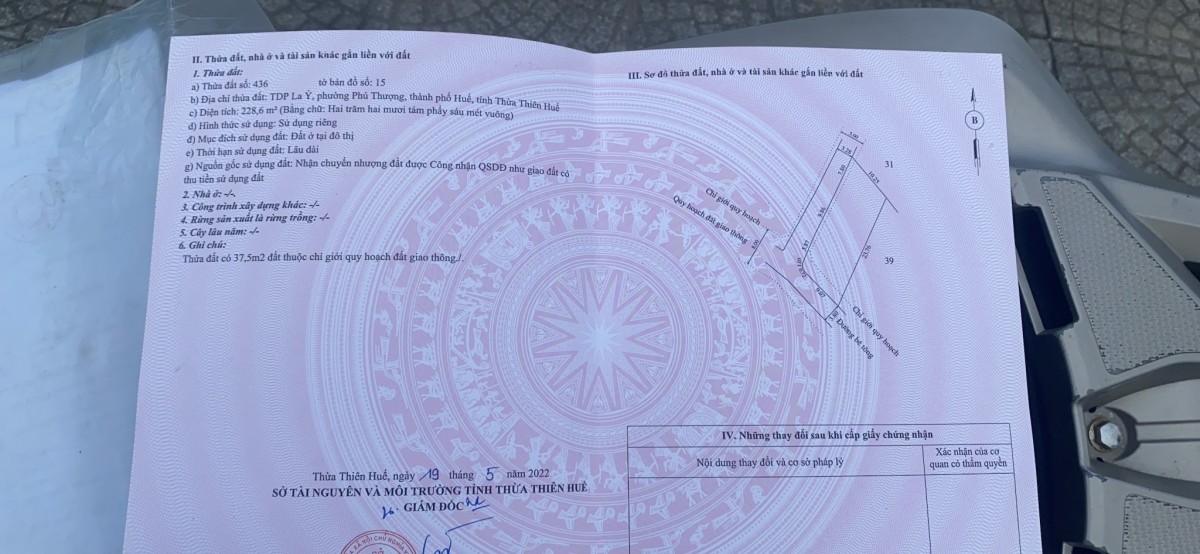 II. Thửa đất, nhà ở và tài sản khác gắn liền với đất
1. Thửa đất:
a) Thửa đất số: 436 tờ bản đồ số: 15
b) Địa chỉ thửa đất: TDP La Ỷ, phường Phú Thượng, thành phố Huế, tỉnh Thừa Thiên Huế
c) Diện tích: 228,6 m² (Bằng chữ: Hai trăm hai mươi tám phẩy sáu mét vuông)
d) Hình thức sử dụng: Sử dụng riêng
đ) Mục đích sử dụng đất: Đất ở tại đô thị
e) Thời hạn sử dụng đất: Lâu dài
g) Nguồn gốc sử dụng đất: Nhận chuyển nhượng đất được Công nhận QSDĐ như giao đất có
thu tiền sử dụng đất
2. Nhà ở: -/-
3. Công trình xây dựng khác: -/-
4. Rừng sản xuất là rừng trồng: -/-
5. Cây lâu năm: -/-
6. Ghi chú:
Thửa đất có 37,5m2 đất thuộc chỉ giới quy hoạch đất giao thông./.
Thừa Thiên Huế, ngày 19 tháng 5 năm 2022
SỞ TÀI NGUYÊN VÀ MÔI TRƯỜNG TỈNH THỪA THIÊN HUẾ
GIÁM ĐỐC
III. Sơ đồ thửa đất, nhà ở và tài sản khác gắn liền với đất
B
31
39
10.25
23.76
Chỉ giới quy hoạch
Quy hoạch đất giao thông
Chỉ giới quy hoạch
Đường bê tông
IV. Những thay đổi sau khi cấp giấy chứng nhận
Nội dung thay đổi và cơ sở pháp lý
Xác nhận của cơ
quan có thẩm quyền